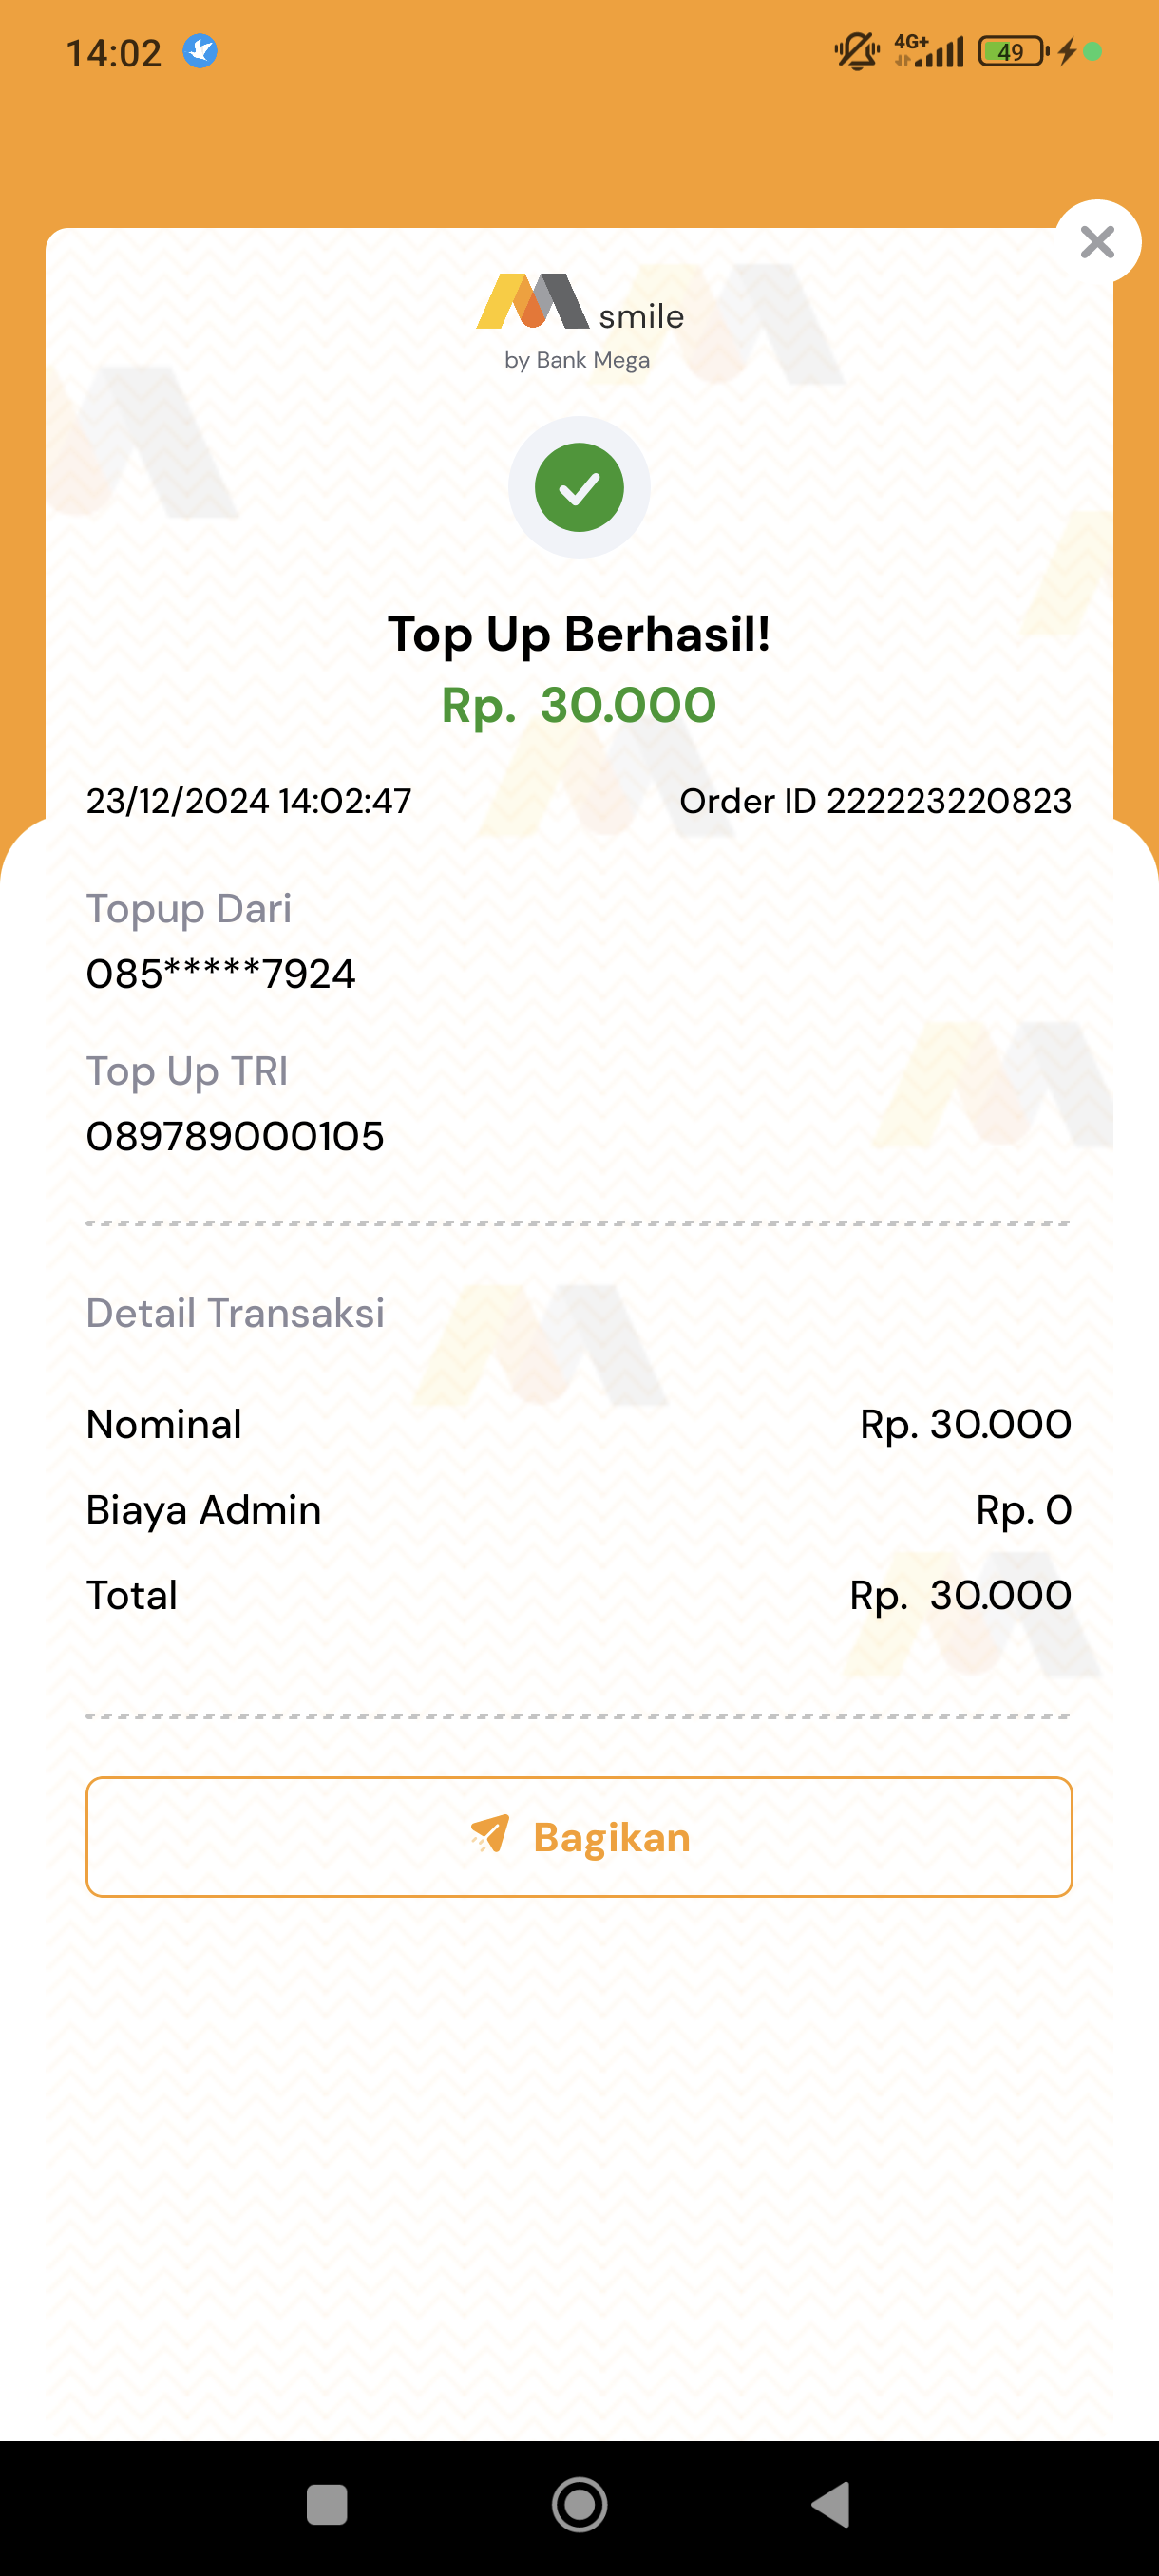 14:02
4G+
49
smile
by Bank Mega
Top Up Berhasil!
Rp. 30.000
23/12/2024 14:02:47 Order ID 222223220823
Topup Dari
085*****7924
Top Up TRI
089789000105
Detail Transaksi
Nominal Rp. 30.000
Biaya Admin Rp. 0
Total Rp. 30.000
Bagikan